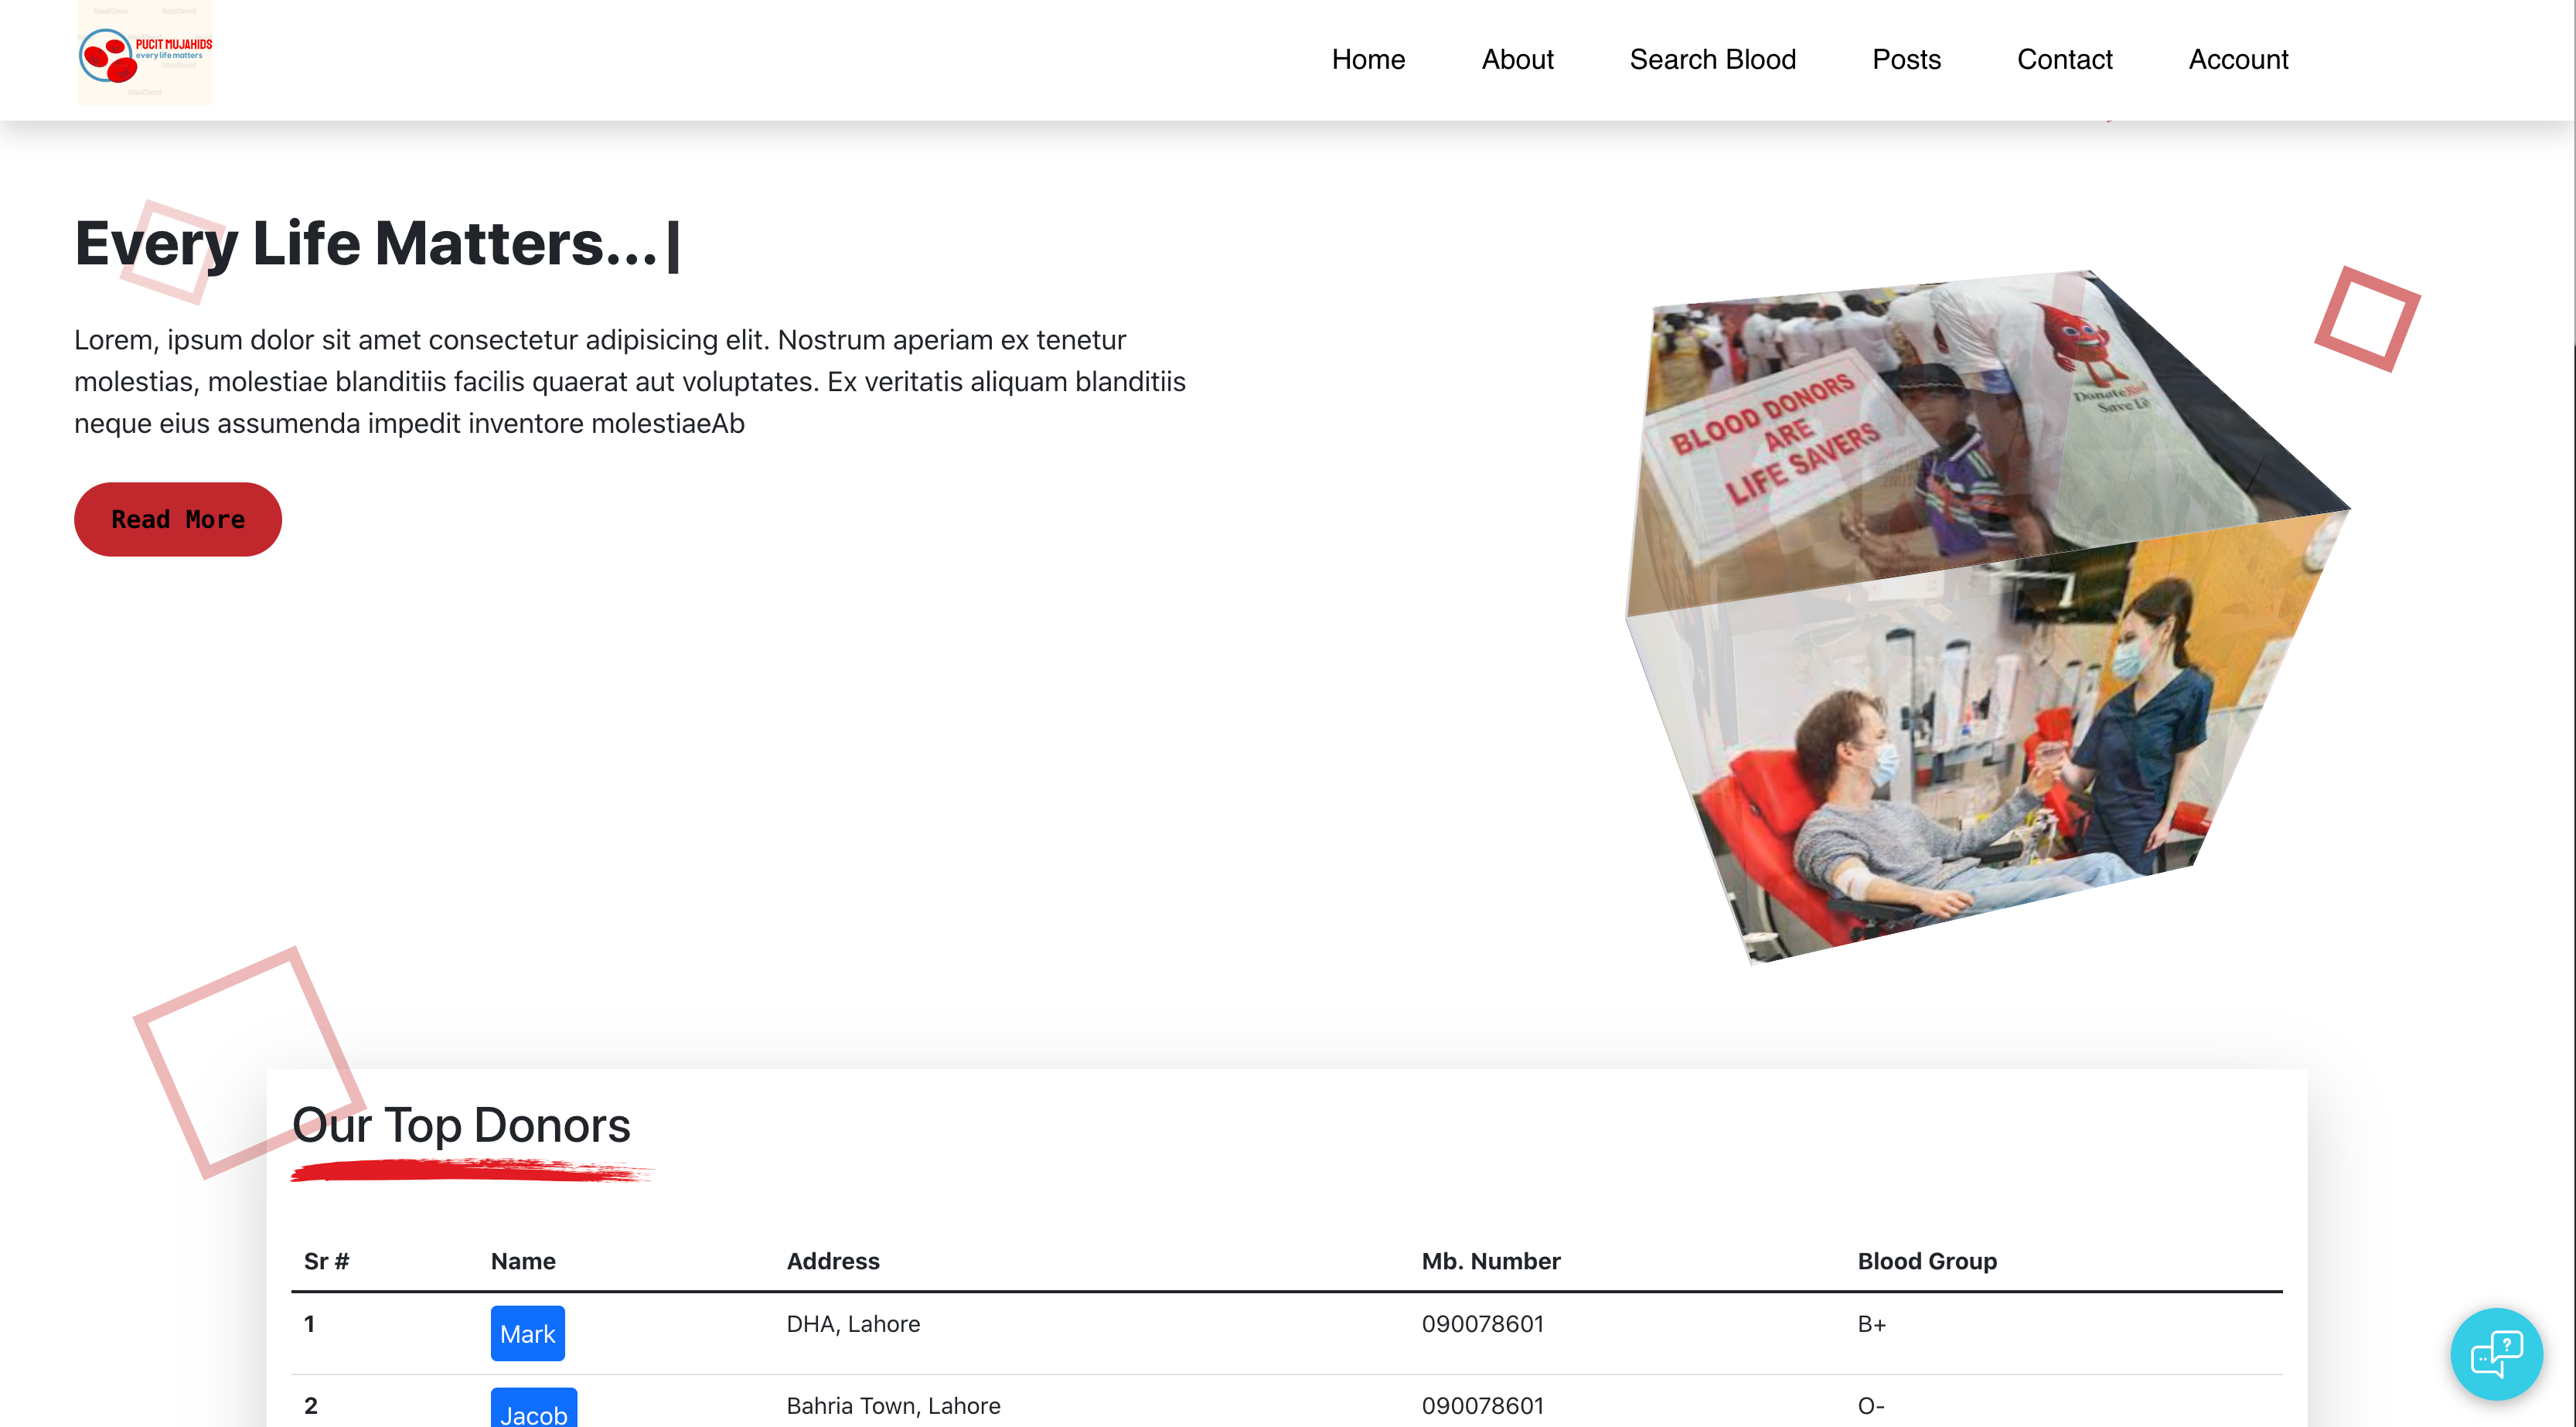 PUCIT MUJAHIDS
every life matters
Home About Search Blood Posts Contact Account
Every Life Matters...|
Lorem, ipsum dolor sit amet consectetur adipisicing elit. Nostrum aperiam ex tenetur
molestias, molestiae blanditiis facilis quaerat aut voluptates. Ex veritatis aliquam blanditiis
neque eius assumenda impedit inventore molestiaeAb
Read More
BLOOD DONORS
ARE
LIFE SAVERS
Donate
Save
Our Top Donors
Sr # Name Address Mb. Number Blood Group
1 Mark DHA, Lahore 090078601 B+
2 Jacob Bahria Town, Lahore 090078601 O-
?